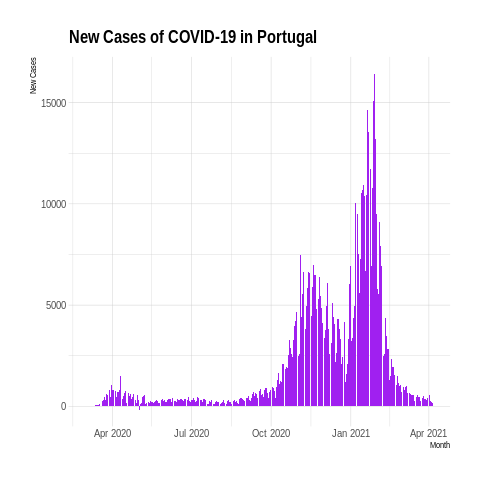 New Cases of COVID-19 in Portugal
New Cases
15000
10000
5000
0
Apr 2020 Jul 2020 Oct 2020 Jan 2021 Apr 2021
Month